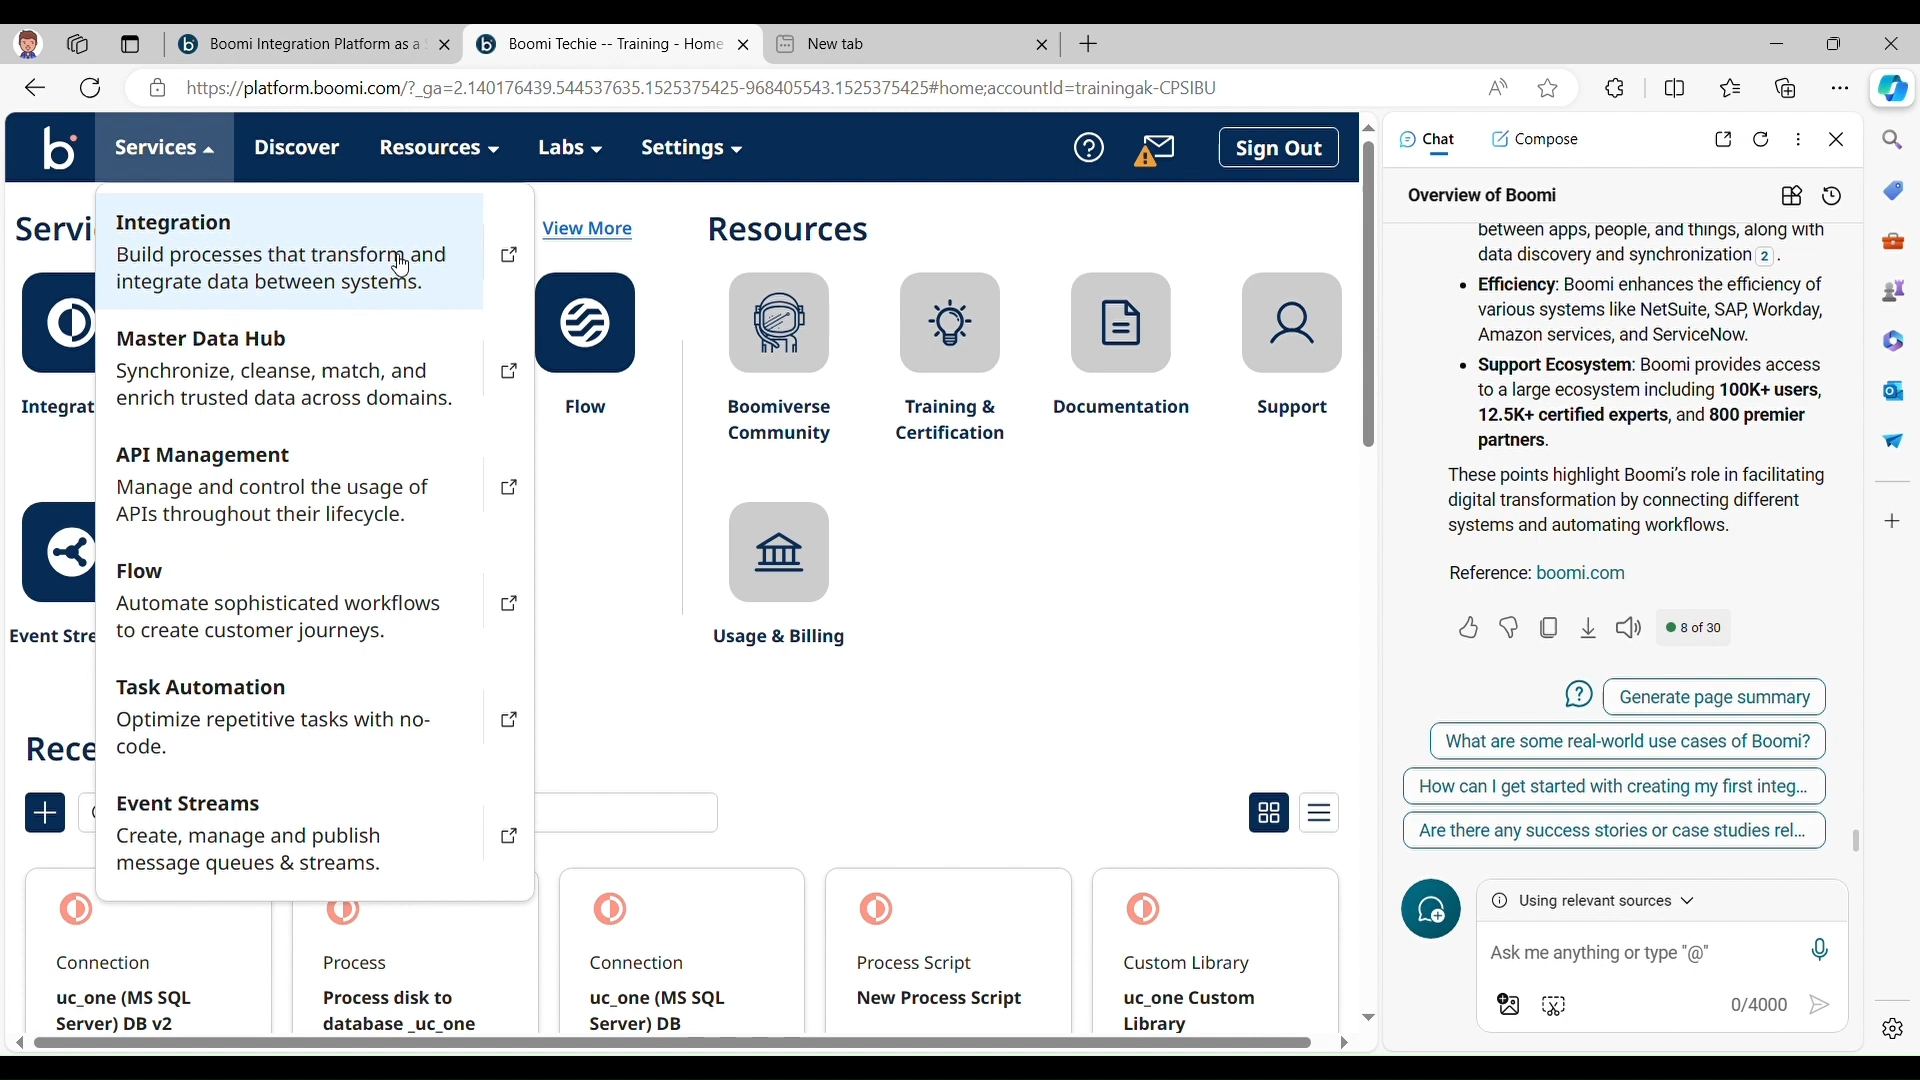 Boomi Integration Platform as a
Boomi Techie -- Training - Home
New tab
https://platform.boomi.com/?_ga=2.140176439.544537635.1525375425-968405543.1525375425#home;accountId=trainingak-CPSIBU
b
Services
Discover
Resources
Labs
Settings
Sign Out
Servi
View More
Integration
Build processes that transform and
integrate data between systems.
Master Data Hub
Synchronize, cleanse, match, and
enrich trusted data across domains.
API Management
Manage and control the usage of
APIs throughout their lifecycle.
Flow
Automate sophisticated workflows
to create customer journeys.
Task Automation
Optimize repetitive tasks with no-
code.
Event Streams
Create, manage and publish
message queues & streams.
Integrat
Flow
Event Stre
Resources
Boomiverse
Community
Training &
Certification
Documentation
Support
Usage & Billing
Rece
Connection
uc_one (MS SQL
Server) DB v2
Process
Process disk to
database _uc_one
Connection
uc_one (MS SQL
Server) DB
Process Script
New Process Script
Custom Library
uc_one Custom
Library
Chat
Compose
Overview of Boomi
between apps, people, and things, along with
data discovery and synchronization 2 .
• Efficiency: Boomi enhances the efficiency of
various systems like NetSuite, SAP, Workday,
Amazon services, and ServiceNow.
• Support Ecosystem: Boomi provides access
to a large ecosystem including 100K+ users,
12.5K+ certified experts, and 800 premier
partners.
These points highlight Boomi’s role in facilitating
digital transformation by connecting different
systems and automating workflows.
Reference: boomi.com
8 of 30
Generate page summary
What are some real-world use cases of Boomi?
How can I get started with creating my first integ...
Are there any success stories or case studies rel...
Using relevant sources
Ask me anything or type "@"
0/4000